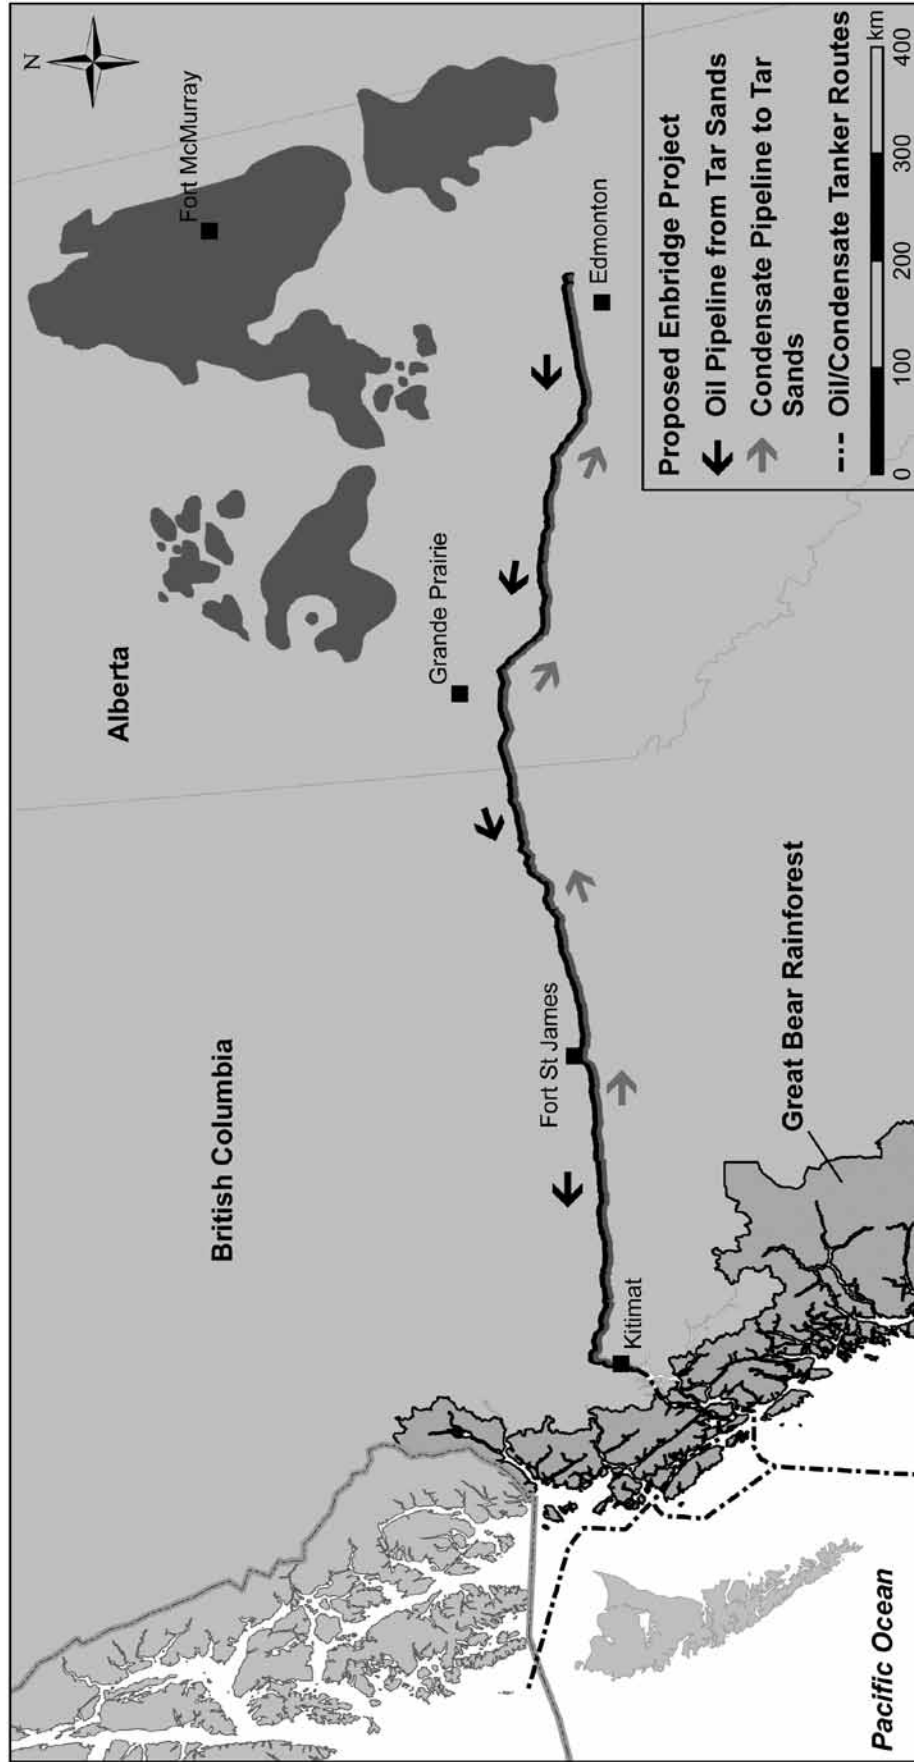 N
Fort McMurray
Alberta
Grande Prairie
Edmonton
British Columbia
Fort St James
Kitimat
Great Bear Rainforest
Pacific Ocean
Proposed Enbridge Project
Oil Pipeline from Tar Sands
Condensate Pipeline to Tar
Sands
Oil/Condensate Tanker Routes
km
0 100 200 300 400